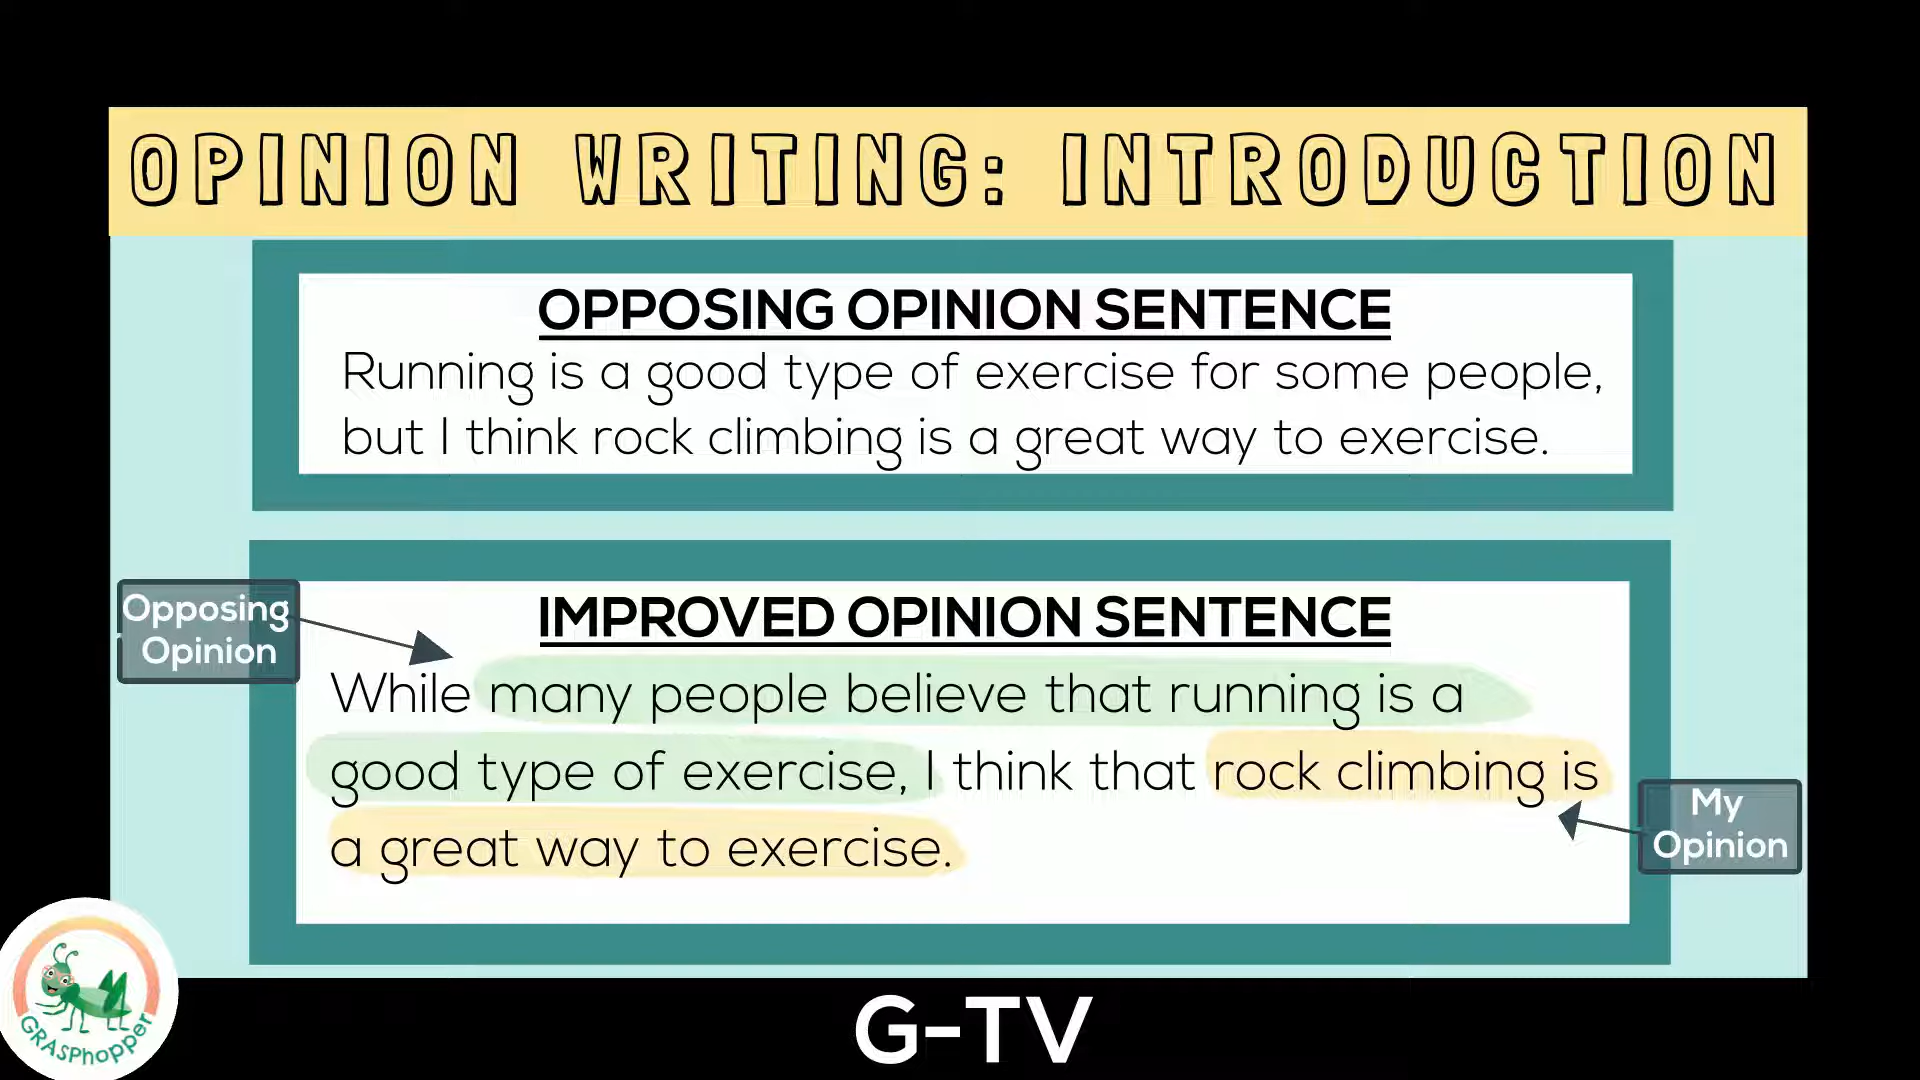 OPINION WRITING: INTRODUCTION
OPPOSING OPINION SENTENCE
Running is a good type of exercise for some people,
but I think rock climbing is a great way to exercise.
Opposing
Opinion
IMPROVED OPINION SENTENCE
While many people believe that running is a
good type of exercise, I think that rock climbing is
a great way to exercise.
My
Opinion
GRASPhopper
G-TV